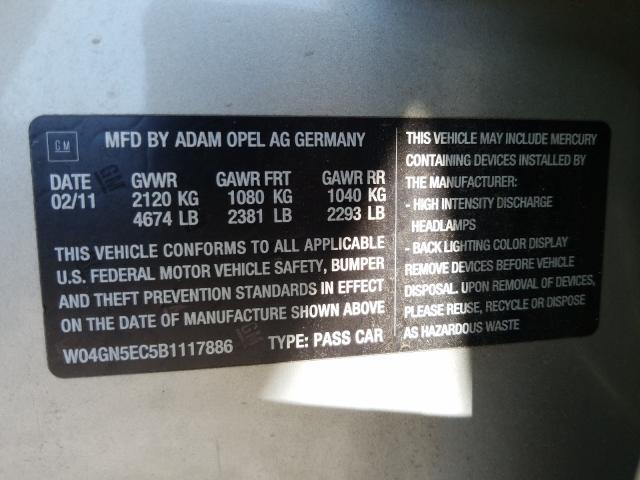 GM
MFD BY ADAM OPEL AG GERMANY
DATE GVWR GAWR FRT GAWR RR
02/11 2120 KG 1080 KG 1040 KG
4674 LB 2381 LB 2293 LB
THIS VEHICLE CONFORMS TO ALL APPLICABLE
U.S. FEDERAL MOTOR VEHICLE SAFETY, BUMPER
AND THEFT PREVENTION STANDARDS IN EFFECT
ON THE DATE OF MANUFACTURE SHOWN ABOVE
W04GN5EC5B1117886 TYPE: PASS CAR
THIS VEHICLE MAY INCLUDE MERCURY
CONTAINING DEVICES INSTALLED BY
THE MANUFACTURER:
- HIGH INTENSITY DISCHARGE
HEADLAMPS
- BACK LIGHTING COLOR DISPLAY
REMOVE DEVICES BEFORE VEHICLE
DISPOSAL. UPON REMOVAL OF DEVICES,
PLEASE REUSE, RECYCLE OR DISPOSE
AS HAZARDOUS WASTE